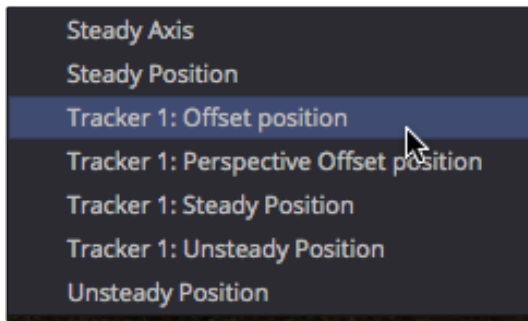 Steady Axis
Steady Position
Tracker 1: Offset position
Tracker 1: Perspective Offset position
Tracker 1: Steady Position
Tracker 1: Unsteady Position
Unsteady Position